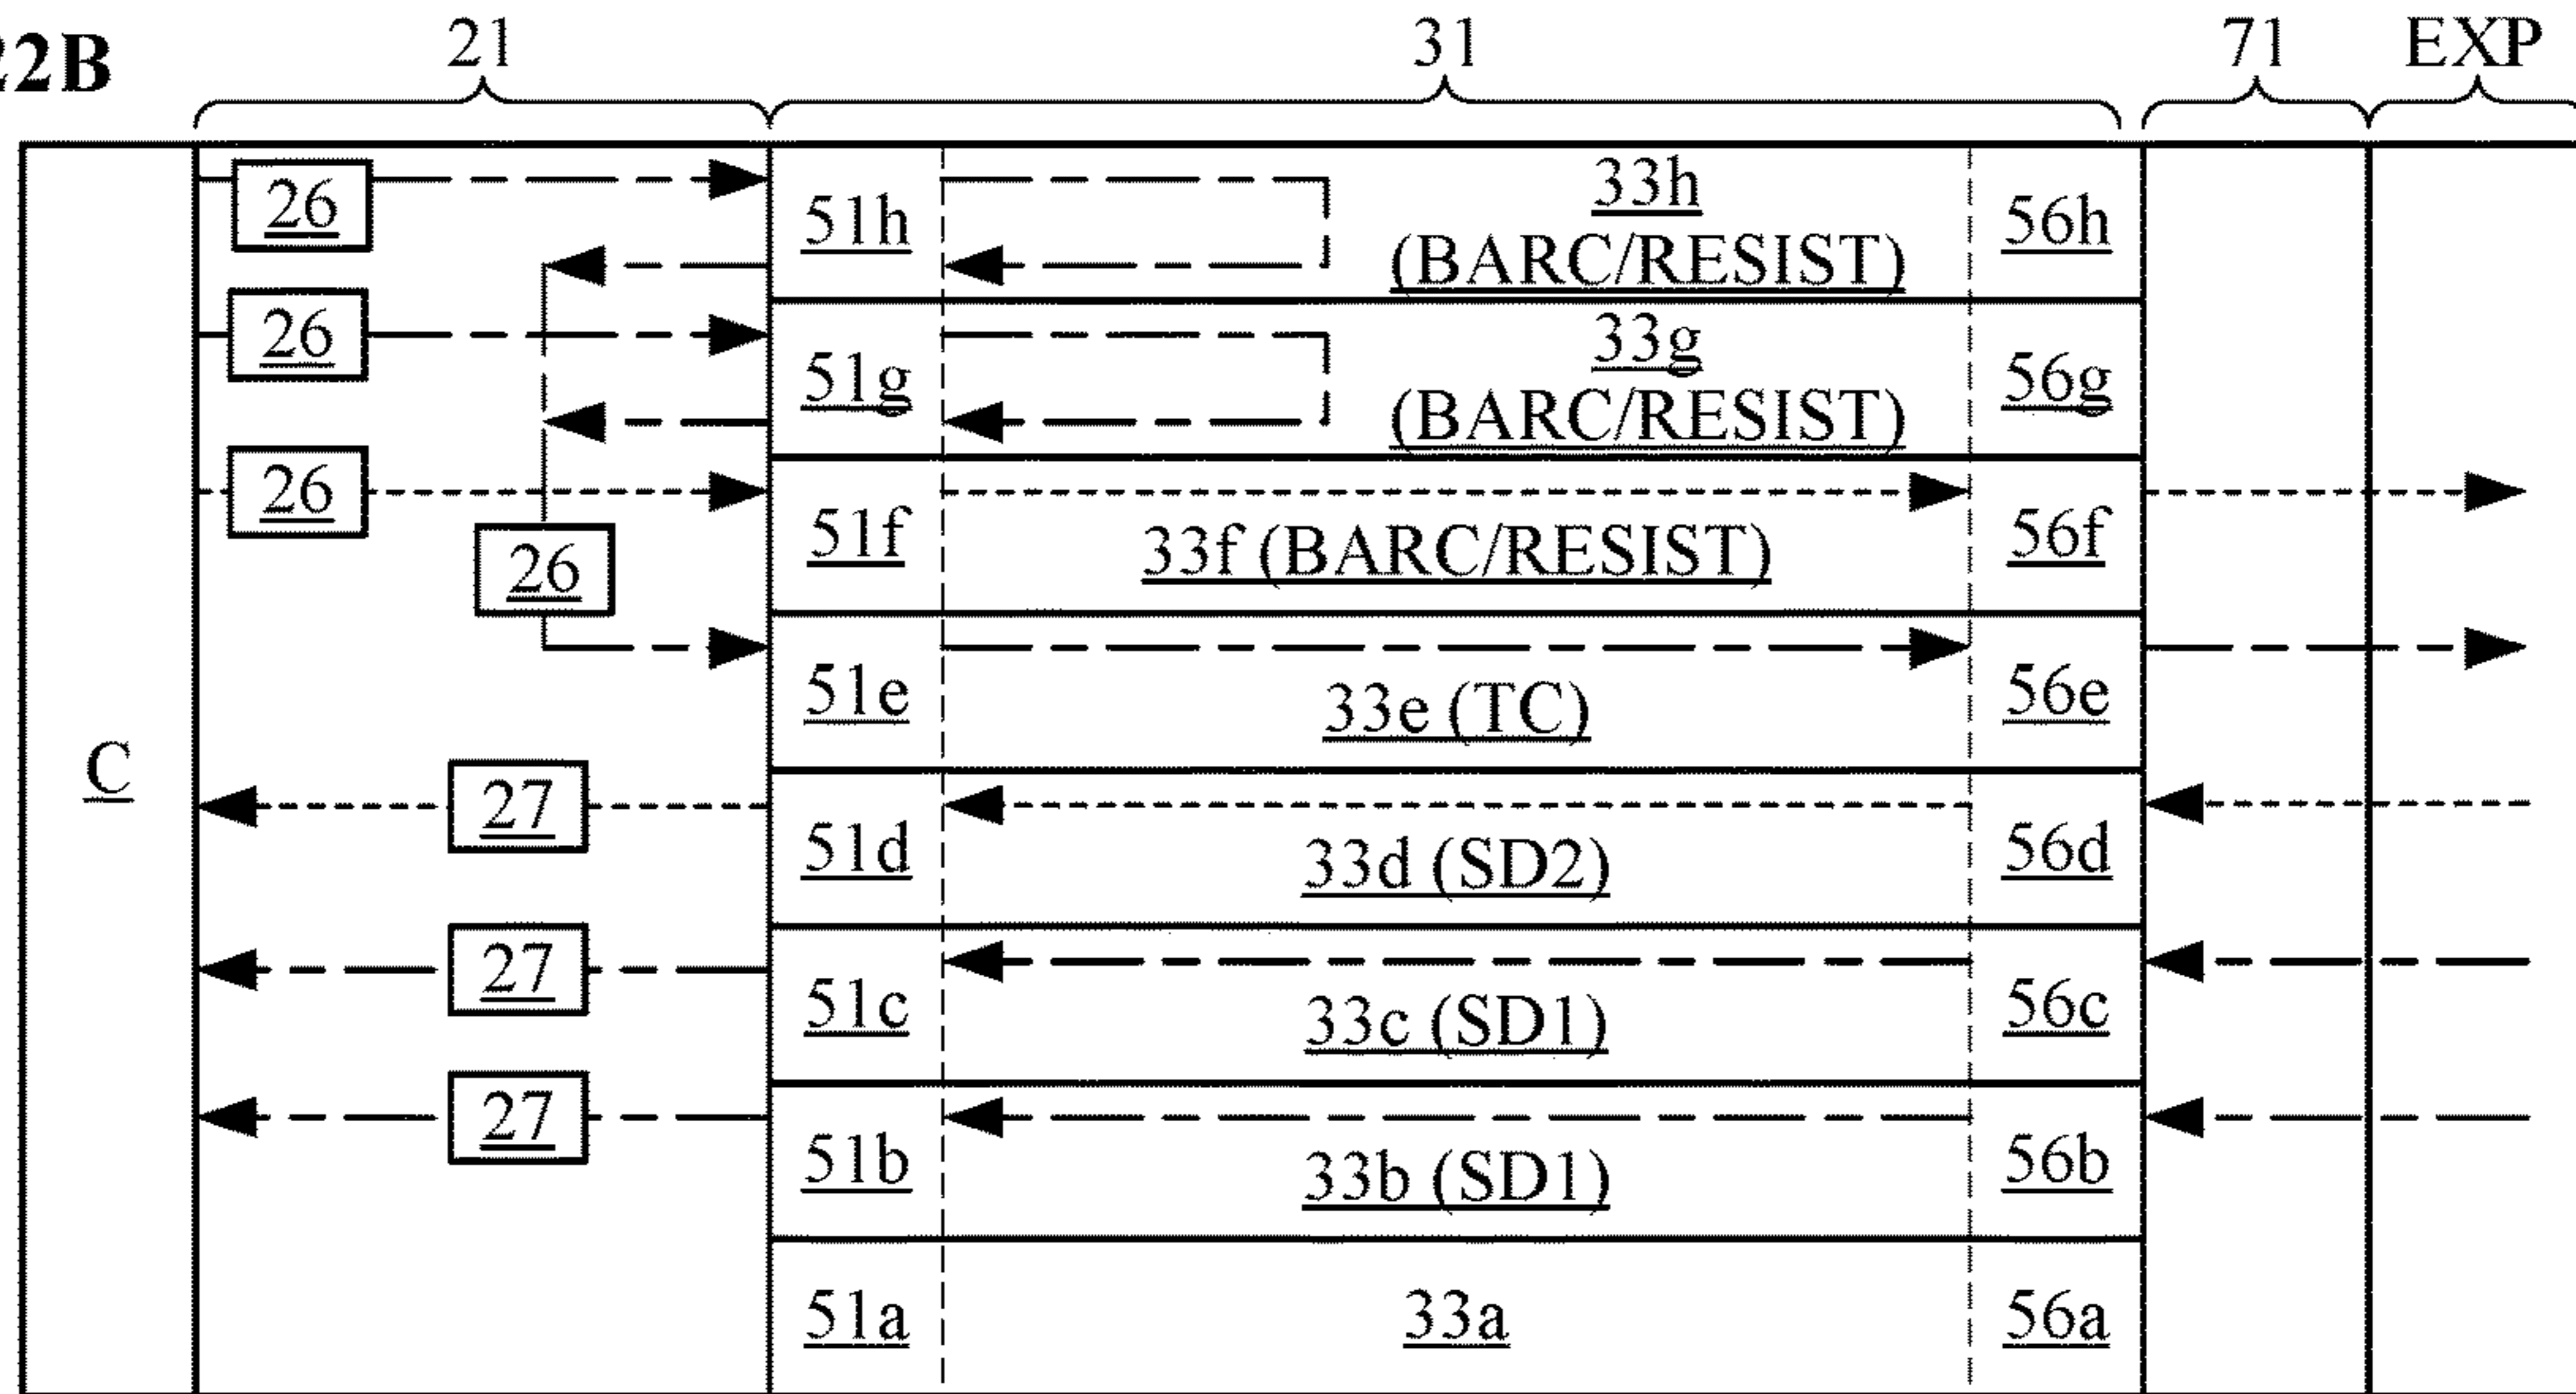 22B
21
31
71
EXP
26
51h
33h
(BARC/RESIST)
56h
26
51g
33g
(BARC/RESIST)
56g
26
26
51f
33f (BARC/RESIST)
56f
51e
33e (TC)
56e
C
27
51d
33d (SD2)
56d
27
51c
33c (SD1)
56c
27
51b
33b (SD1)
56b
51a
33a
56a